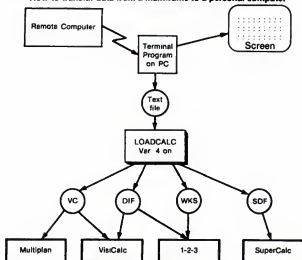 How to transfer data from a mainframe to a personal computer
Remote Computer
Terminal
Program
on PC
Screen
Text
file
LOADCALC
Ver 4 on
VC
DIF
WKS
SDF
Multiplan
VisiCalc
1-2-3
SuperCalc